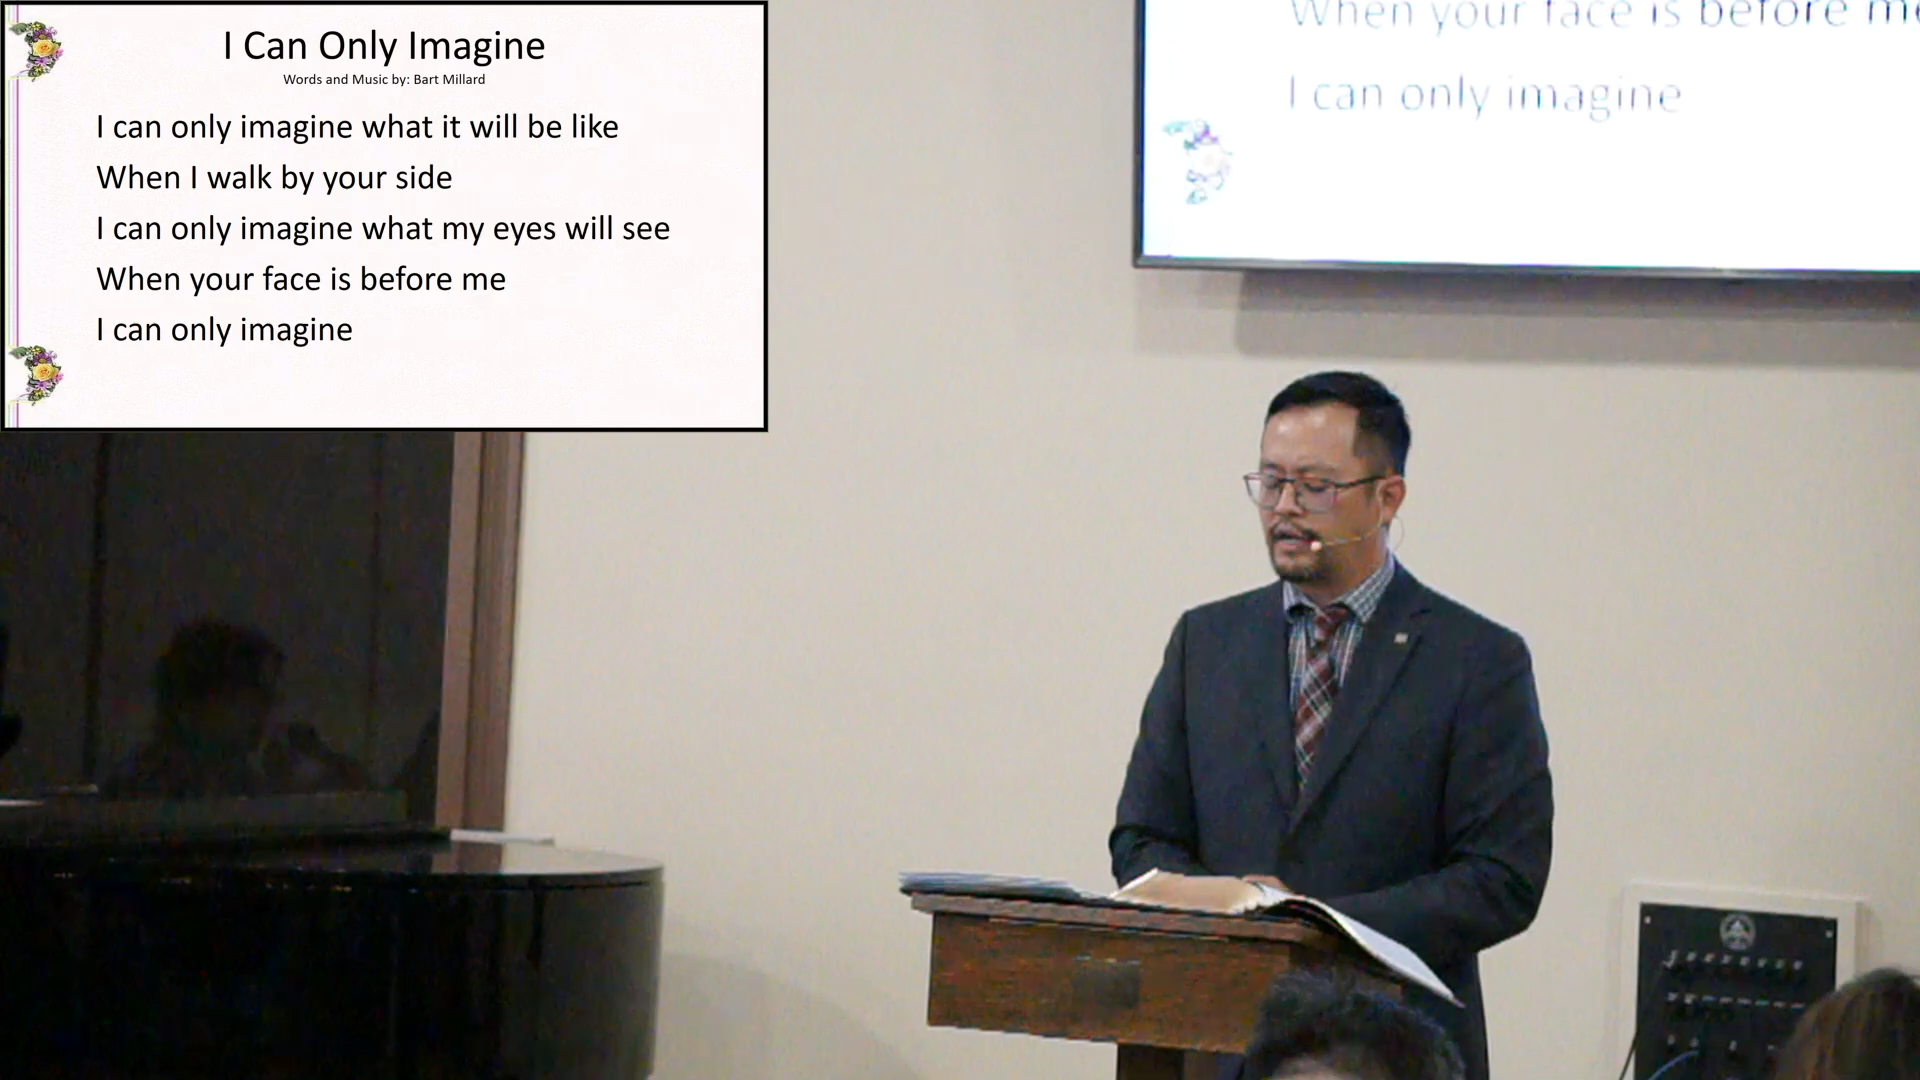 I Can Only Imagine
Words and Music by: Bart Millard
I can only imagine what it will be like
When I walk by your side
I can only imagine what my eyes will see
When your face is before me
I can only imagine
When your face is before me
I can only imagine